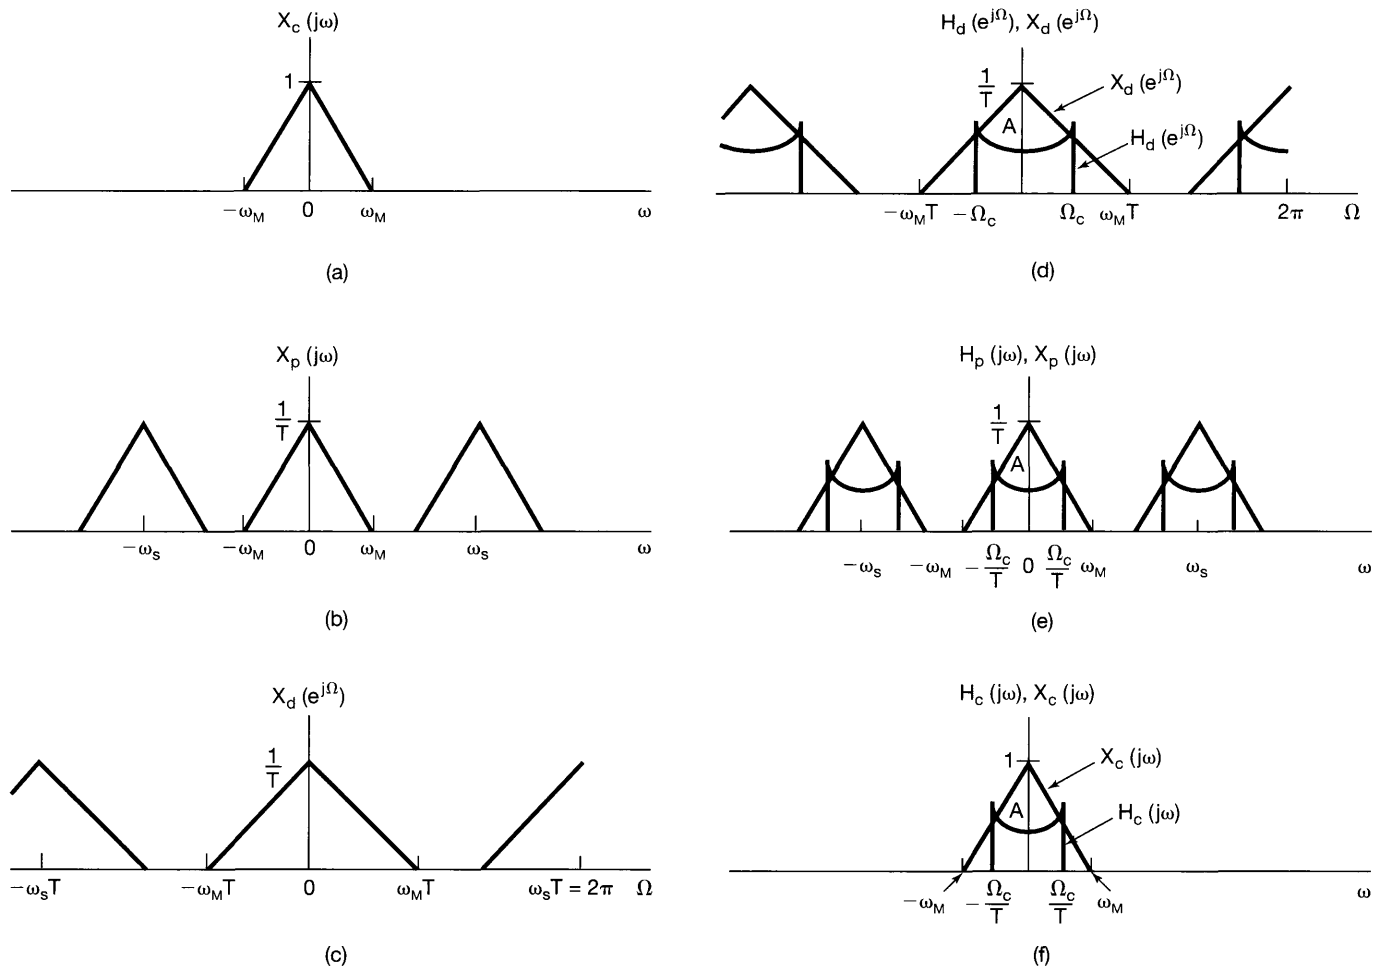 X_c (jω)
1
−ω_M 0 ω_M ω
(a)
X_p (jω)
1/T
−ω_s −ω_M 0 ω_M ω_s ω
(b)
X_d (e^jΩ)
1/T
−ω_sT −ω_MT 0 ω_MT ω_sT = 2π Ω
(c)
H_d (e^jΩ), X_d (e^jΩ)
1/T
X_d (e^jΩ)
A
H_d (e^jΩ)
−ω_MT −Ω_c Ω_c ω_MT 2π Ω
(d)
H_p (jω), X_p (jω)
1/T
A
−ω_s −ω_M −Ω_c/T 0 Ω_c/T ω_M ω_s ω
(e)
H_c (jω), X_c (jω)
1
X_c (jω)
A
H_c (jω)
−ω_M −Ω_c/T Ω_c/T ω_M ω
(f)